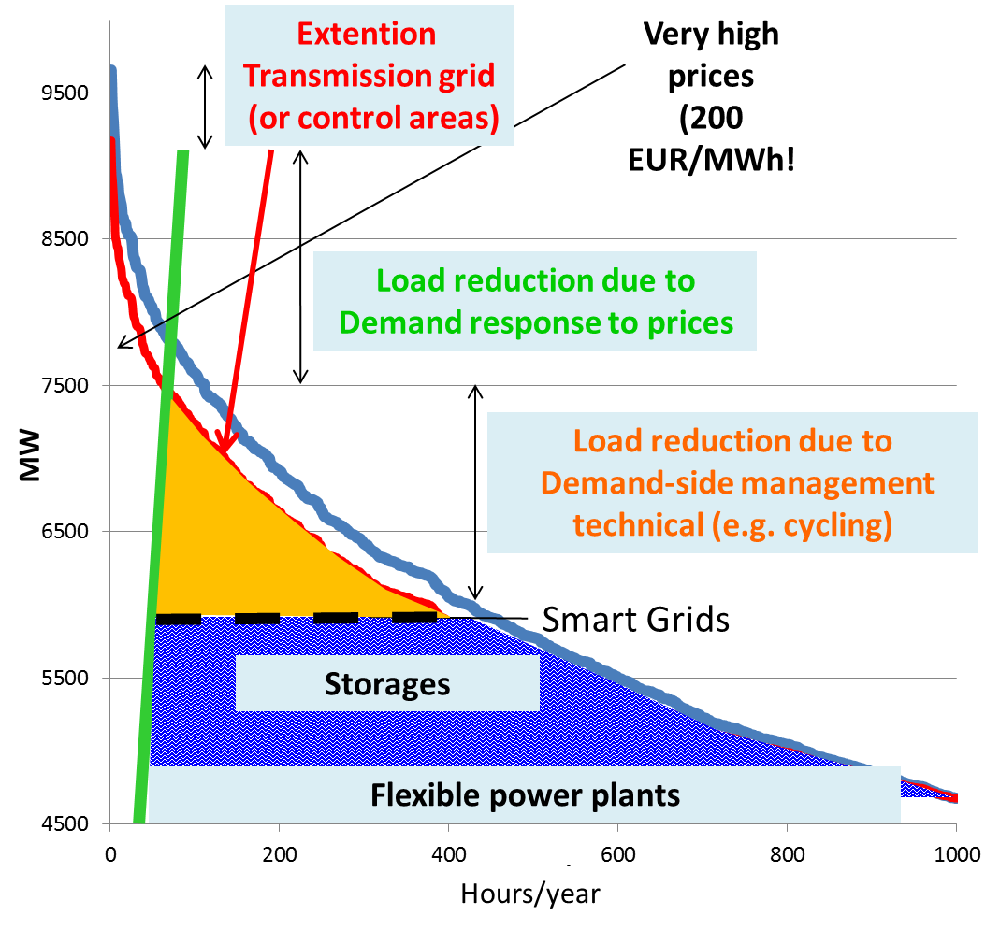 Extention
Transmission grid
(or control areas)
Very high
prices
(200
EUR/MWh!
9500
8500
Load reduction due to
Demand response to prices
7500
MW
Load reduction due to
Demand-side management
technical (e.g. cycling)
6500
Smart Grids
5500
Storages
Flexible power plants
4500
0 200 400 600 800 1000
Hours/year